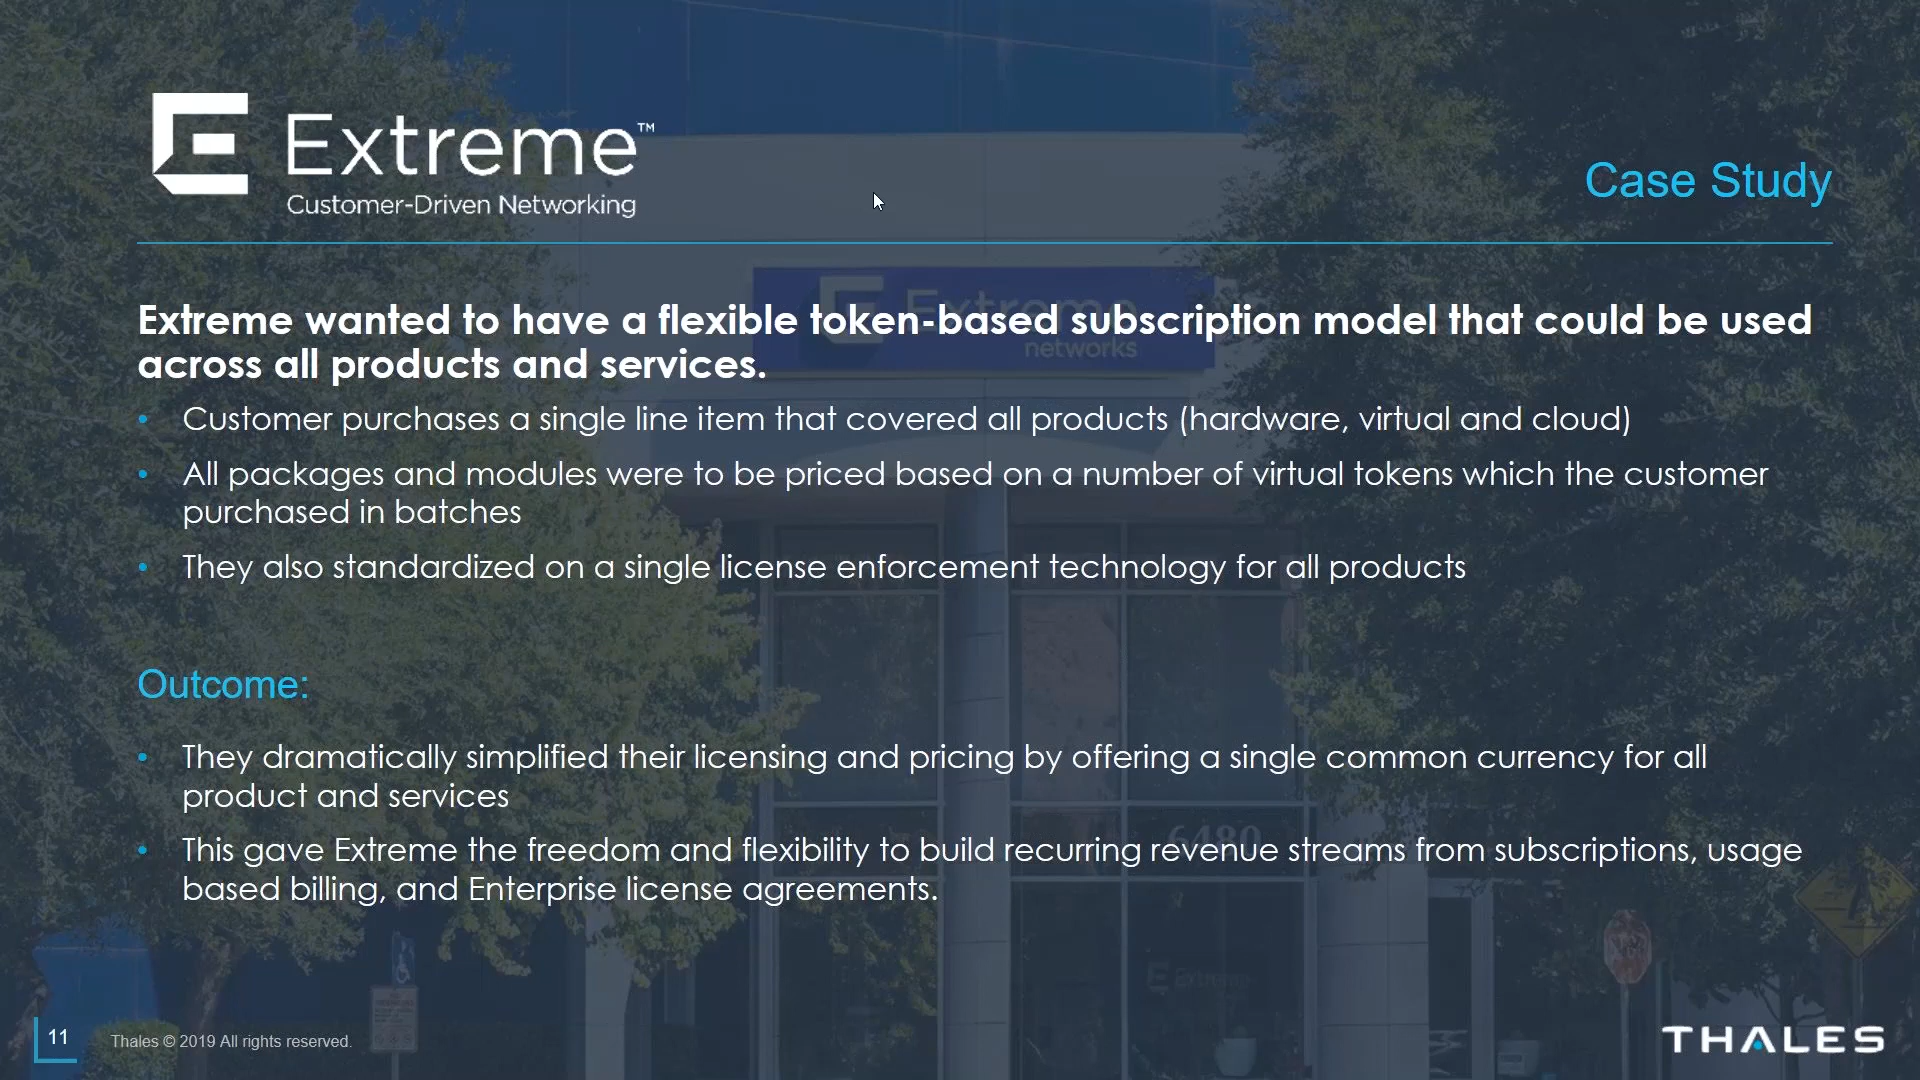 Extreme™
Customer-Driven Networking
Case Study
Extreme
networks
Extreme wanted to have a flexible token-based subscription model that could be used
across all products and services.
• Customer purchases a single line item that covered all products (hardware, virtual and cloud)
• All packages and modules were to be priced based on a number of virtual tokens which the customer
purchased in batches
• They also standardized on a single license enforcement technology for all products
Outcome:
• They dramatically simplified their licensing and pricing by offering a single common currency for all
product and services
6480
• This gave Extreme the freedom and flexibility to build recurring revenue streams from subscriptions, usage
based billing, and Enterprise license agreements.
Extreme
11
Thales © 2019 All rights reserved.
THALES